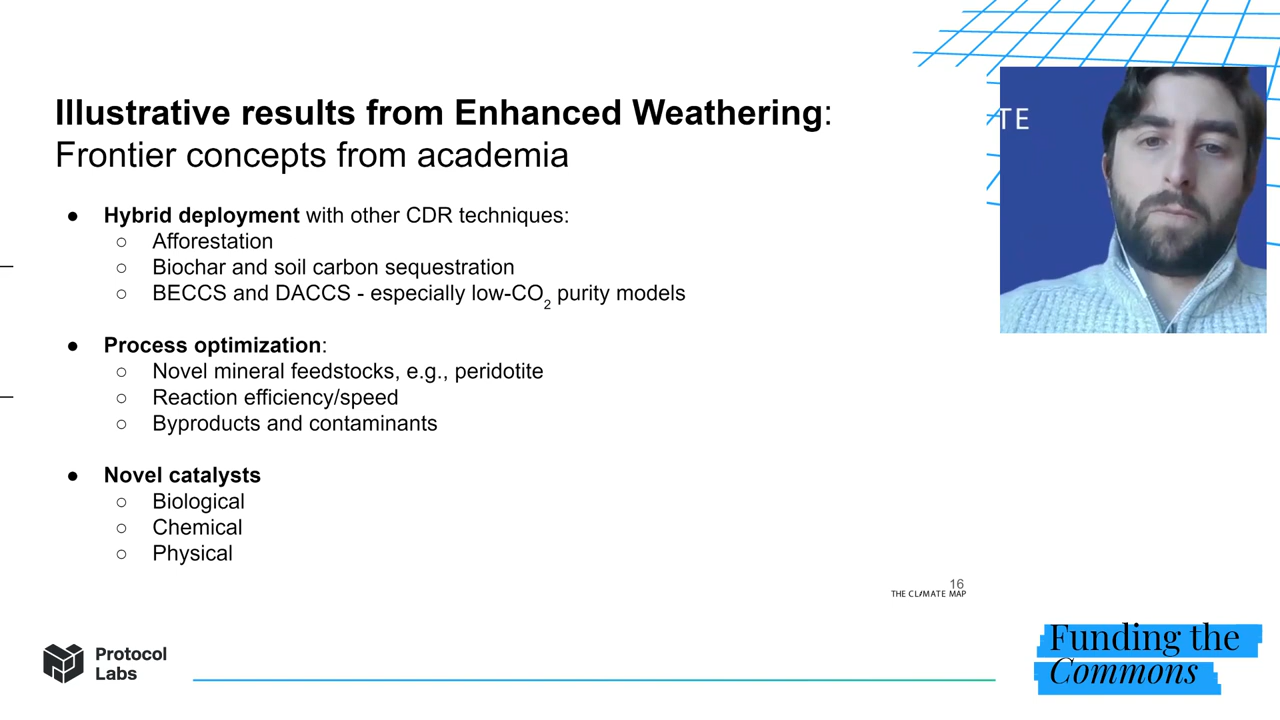 Illustrative results from Enhanced Weathering:
Frontier concepts from academia
TE
● Hybrid deployment with other CDR techniques:
○ Afforestation
○ Biochar and soil carbon sequestration
○ BECCS and DACCS - especially low-CO₂ purity models
● Process optimization:
○ Novel mineral feedstocks, e.g., peridotite
○ Reaction efficiency/speed
○ Byproducts and contaminants
● Novel catalysts
○ Biological
○ Chemical
○ Physical
16
THE CLIMATE MAP
Protocol
Labs
Funding the
Commons